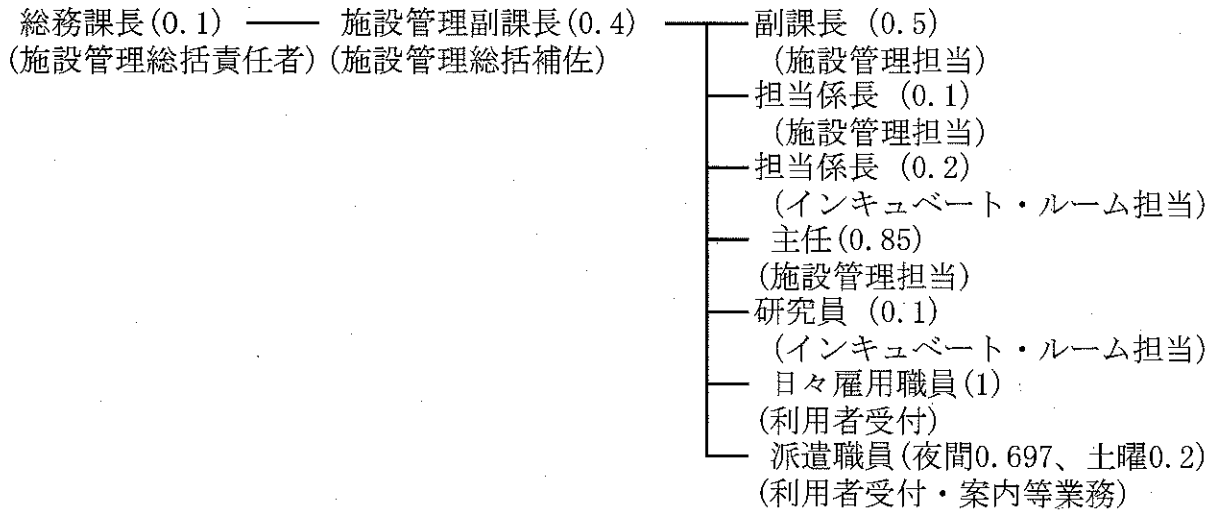 総務課長(0.1) 施設管理副課長(0.4) 副課長 (0.5)
(施設管理総括責任者) (施設管理総括補佐) (施設管理担当)
担当係長 (0.1)
(施設管理担当)
担当係長 (0.2)
(インキュベート・ルーム担当)
主任(0.85)
(施設管理担当)
研究員 (0.1)
(インキュベート・ルーム担当)
日々雇用職員(1)
(利用者受付)
派遣職員(夜間0.697、土曜0.2)
(利用者受付・案内等業務)